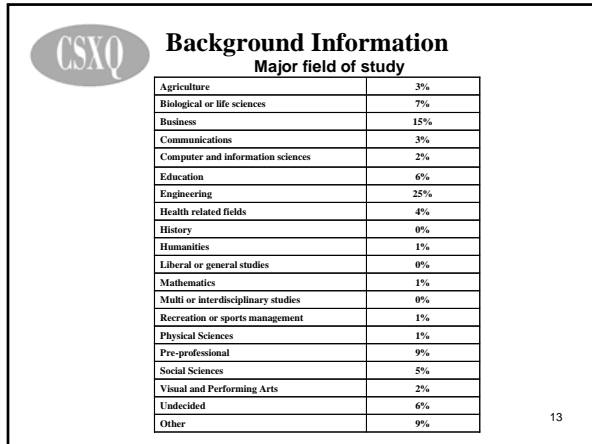 CSXQ
Background Information
Major field of study
Agriculture 3%
Biological or life sciences 7%
Business 15%
Communications 3%
Computer and information sciences 2%
Education 6%
Engineering 25%
Health related fields 4%
History 0%
Humanities 1%
Liberal or general studies 0%
Mathematics 1%
Multi or interdisciplinary studies 0%
Recreation or sports management 1%
Physical Sciences 1%
Pre-professional 9%
Social Sciences 5%
Visual and Performing Arts 2%
Undecided 6%
Other 9%
13